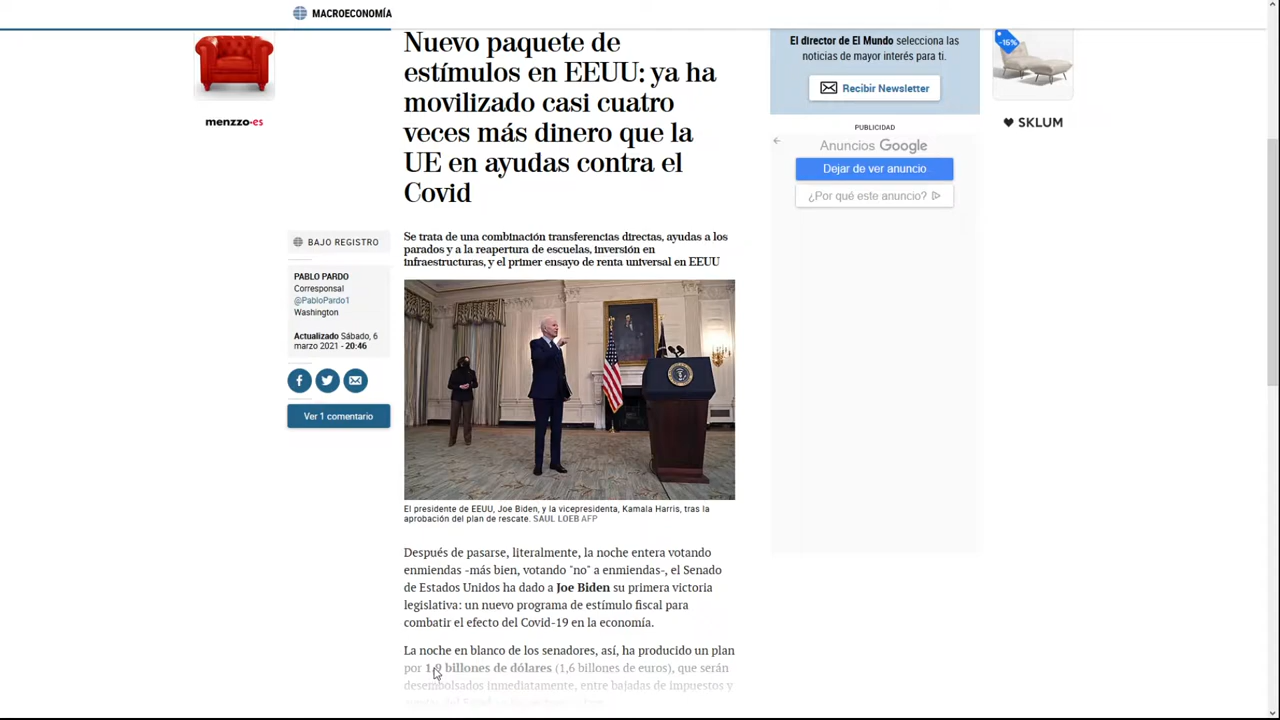 MACROECONOMÍA
Nuevo paquete de
estímulos en EEUU: ya ha
movilizado casi cuatro
veces más dinero que la
UE en ayudas contra el
Covid
Se trata de una combinación transferencias directas, ayudas a los
parados y a la reapertura de escuelas, inversión en
infraestructuras, y el primer ensayo de renta universal en EEUU
menzzo.es
BAJO REGISTRO
PABLO PARDO
Corresponsal
@PabloPardo1
Washington
Actualizado Sábado, 6
marzo 2021 - 20:46
Ver 1 comentario
El presidente de EEUU, Joe Biden, y la vicepresidenta, Kamala Harris, tras la
aprobación del plan de rescate. SAUL LOEB AFP
Después de pasarse, literalmente, la noche entera votando
enmiendas -más bien, votando "no" a enmiendas-, el Senado
de Estados Unidos ha dado a Joe Biden su primera victoria
legislativa: un nuevo programa de estímulo fiscal para
combatir el efecto del Covid-19 en la economía.
La noche en blanco de los senadores, así, ha producido un plan
por 1,9 billones de dólares (1,6 billones de euros), que serán
desembolsados inmediatamente, entre bajadas de impuestos y
El director de El Mundo selecciona las
noticias de mayor interés para ti.
Recibir Newsletter
PUBLICIDAD
Anuncios Google
Dejar de ver anuncio
¿Por qué este anuncio?
-15%
SKLUM